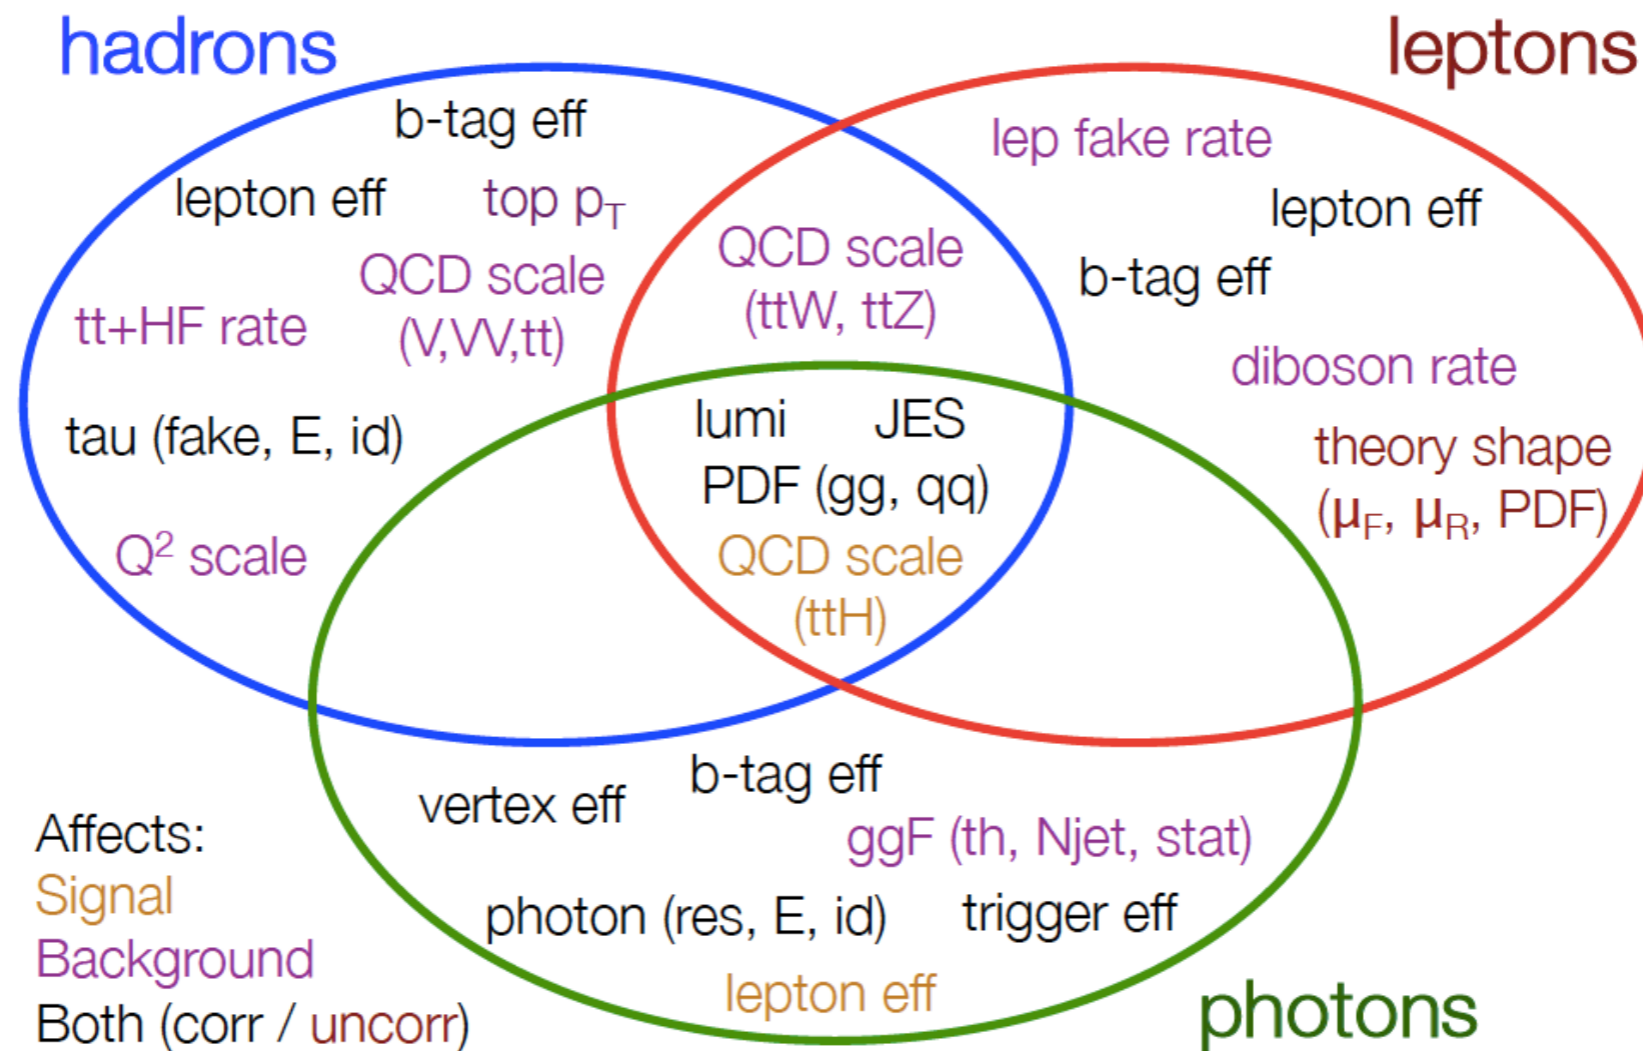 hadrons
leptons
b-tag eff
lep fake rate
lepton eff
top p_T
lepton eff
QCD scale
(ttW, ttZ)
QCD scale
(V,VV,tt)
b-tag eff
tt+HF rate
diboson rate
tau (fake, E, id)
lumi JES
PDF (gg, qq)
theory shape
(μ_F, μ_R, PDF)
Q² scale
QCD scale
(ttH)
b-tag eff
vertex eff
ggF (th, Njet, stat)
photon (res, E, id)
trigger eff
lepton eff
photons
Affects:
Signal
Background
Both (corr / uncorr)